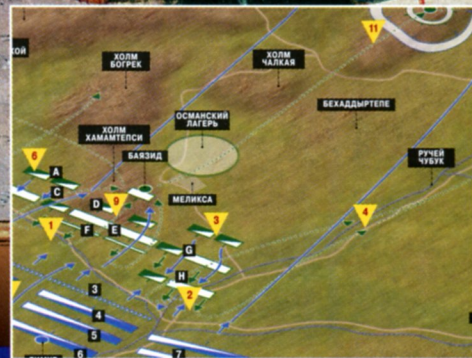 11
КОЙ
ХОЛМ
БОГРЕК
ХОЛМ
ЧАЛКАЯ
БЕХАДДЫРТЕПЕ
ОСМАНСКИЙ
ЛАГЕРЬ
ХОЛМ
ХАМАМТЕПСИ
БАЯЗИД
РУЧЕЙ
ЧУБУК
МЕЛИКСА
6
A
C
D
9
E
F
1
3
4
G
H
2
3
4
5
6
7